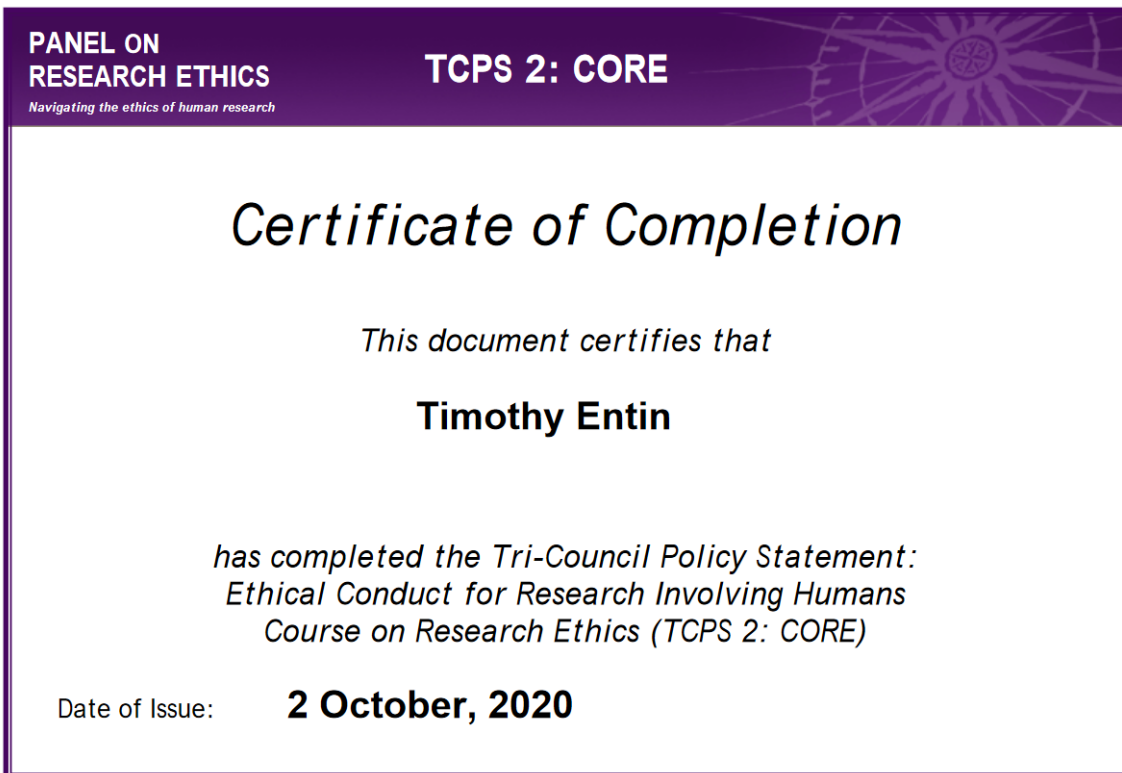 PANEL ON
RESEARCH ETHICS
Navigating the ethics of human research
TCPS 2: CORE
Certificate of Completion
This document certifies that
Timothy Entin
has completed the Tri-Council Policy Statement:
Ethical Conduct for Research Involving Humans
Course on Research Ethics (TCPS 2: CORE)
Date of Issue: 2 October, 2020